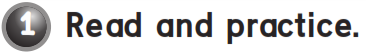 1 Read and practice.